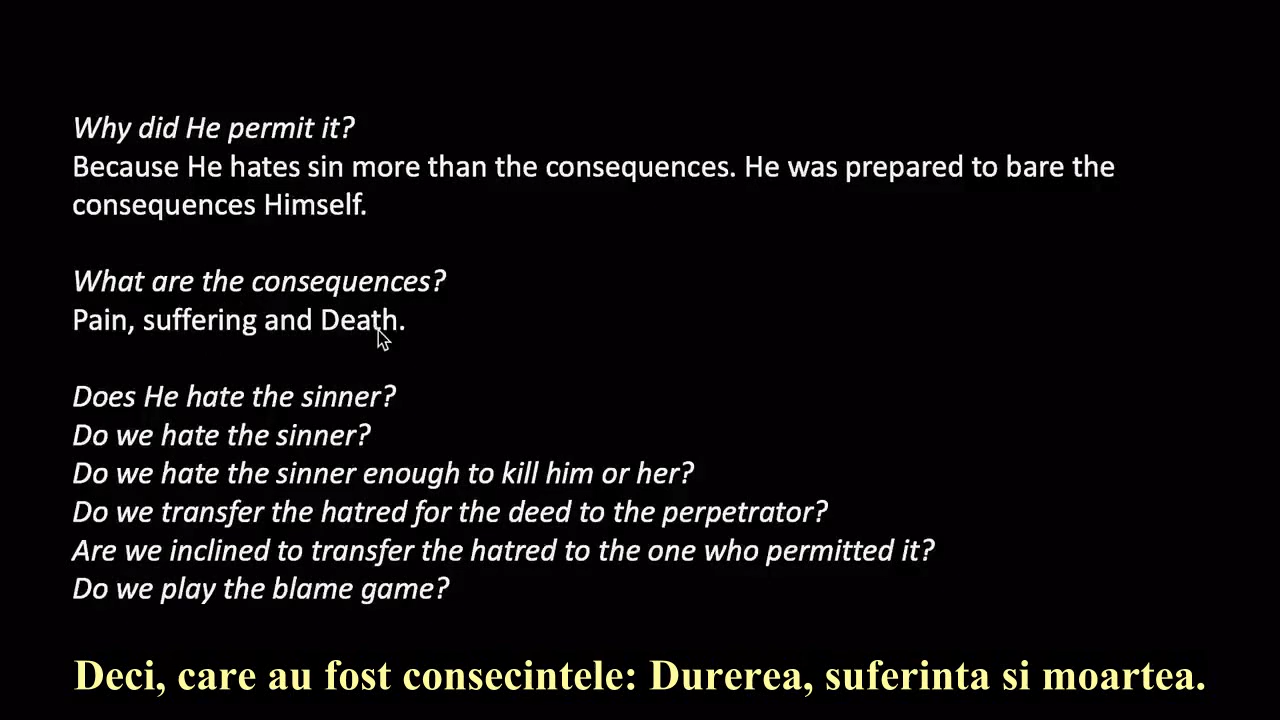 Why did He permit it?
Because He hates sin more than the consequences. He was prepared to bare the
consequences Himself.
What are the consequences?
Pain, suffering and Death.
Does He hate the sinner?
Do we hate the sinner?
Do we hate the sinner enough to kill him or her?
Do we transfer the hatred for the deed to the perpetrator?
Are we inclined to transfer the hatred to the one who permitted it?
Do we play the blame game?
Deci, care au fost consecintele: Durerea, suferinta si moartea.